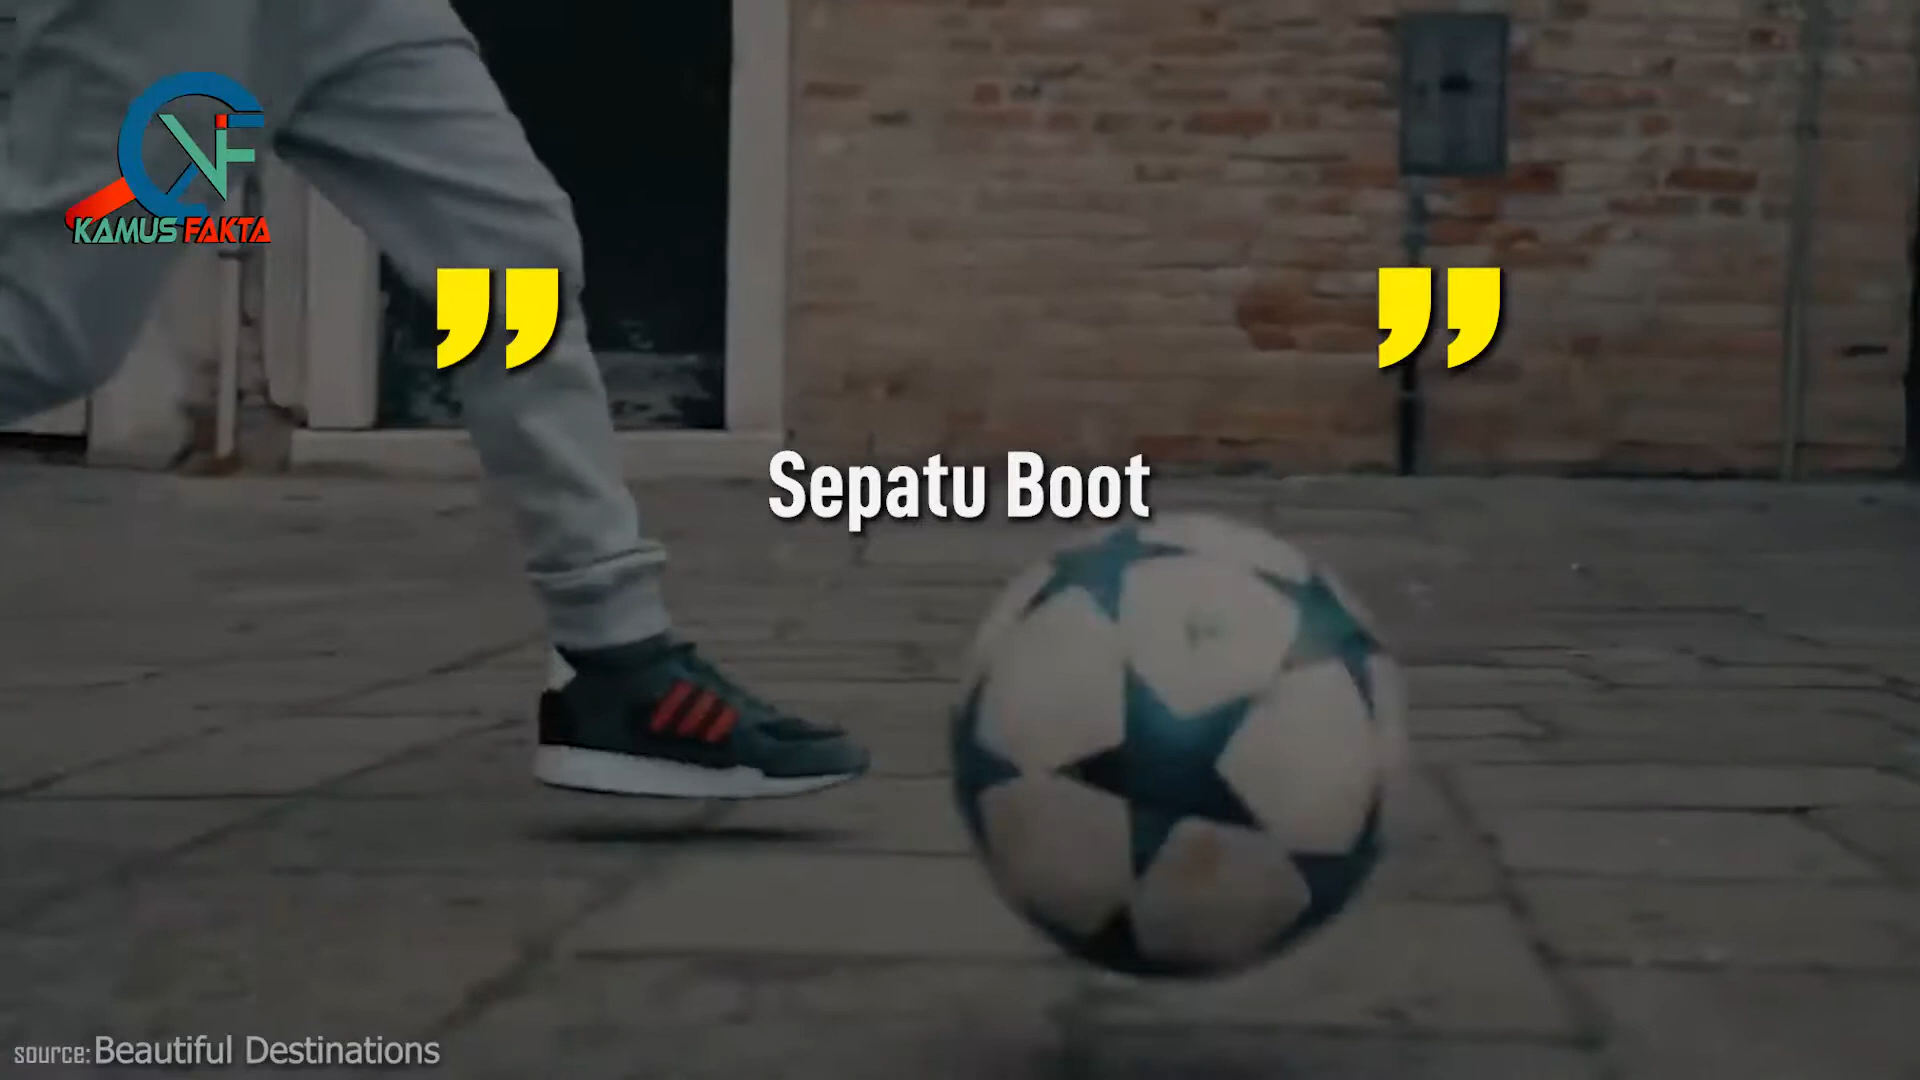 KAMUS FAKTA
” ”
Sepatu Boot
source: Beautiful Destinations